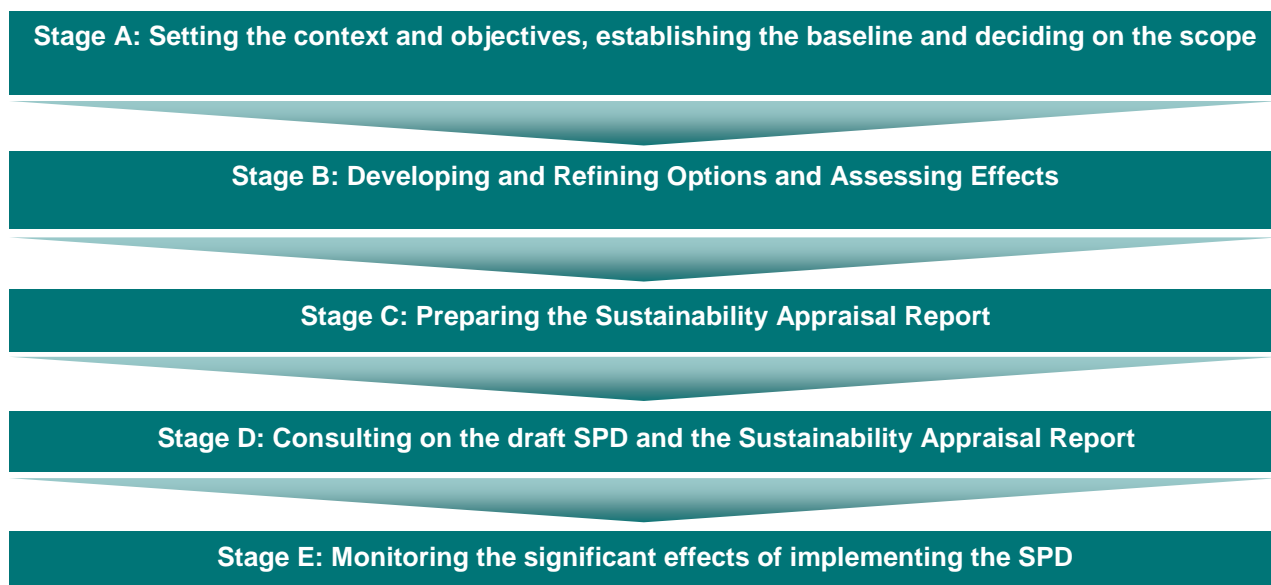 Stage A: Setting the context and objectives, establishing the baseline and deciding on the scope
Stage B: Developing and Refining Options and Assessing Effects
Stage C: Preparing the Sustainability Appraisal Report
Stage D: Consulting on the draft SPD and the Sustainability Appraisal Report
Stage E: Monitoring the significant effects of implementing the SPD